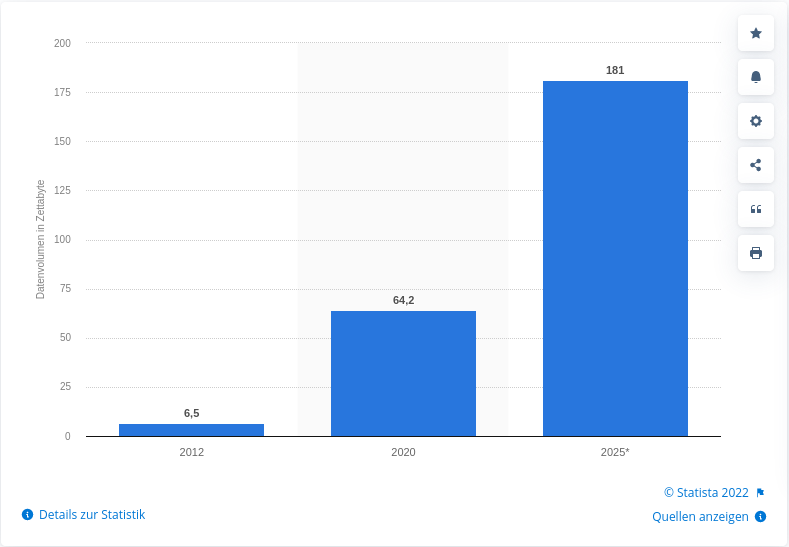 200
181
175
150
125
100
75
64,2
50
25
6,5
0
Datenvolumen in Zettabyte
2012 2020 2025*
© Statista 2022
Details zur Statistik
Quellen anzeigen